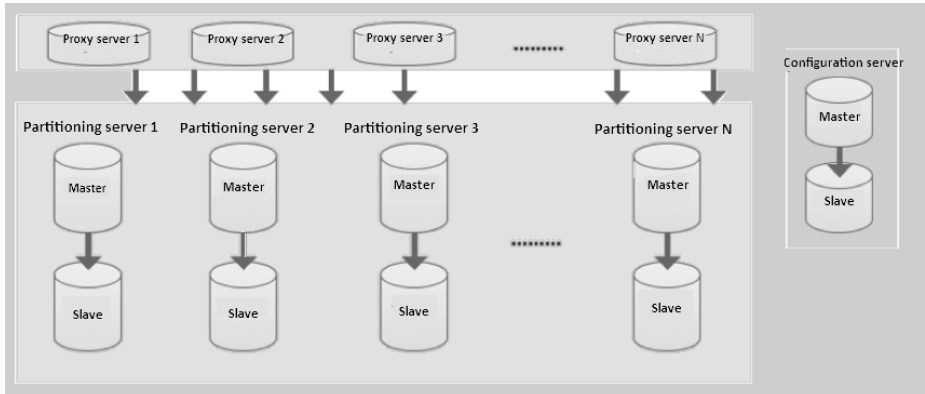 Proxy server 1
Proxy server 2
Proxy server 3
Proxy server N
Configuration server
Master
Slave
Partitioning server 1
Partitioning server 2
Partitioning server 3
Partitioning server N
Master
Master
Master
Master
Slave
Slave
Slave
Slave